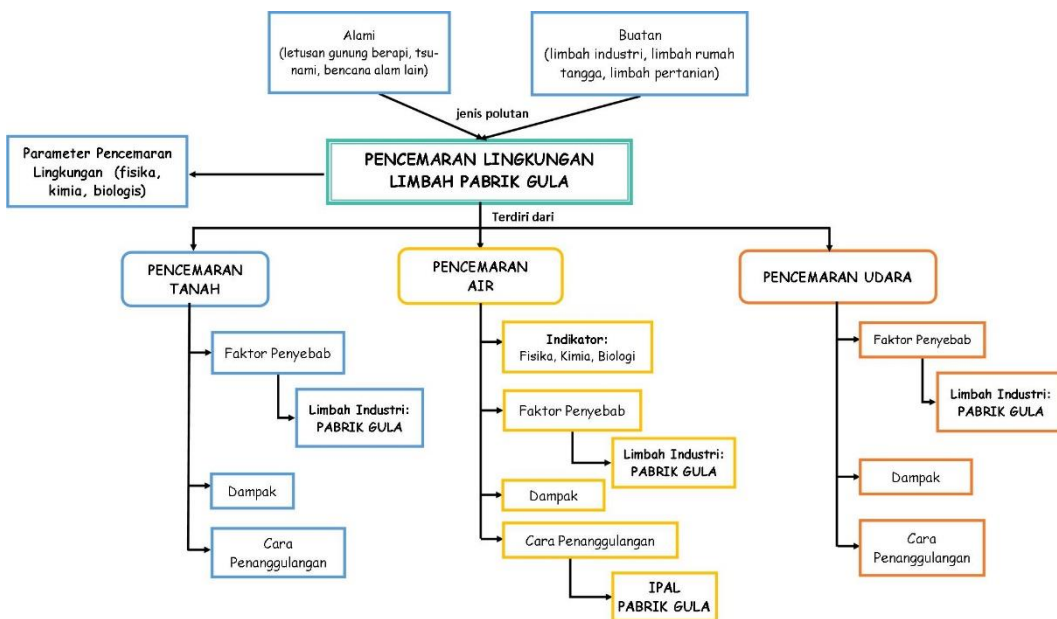 Alami
(letusan gunung berapi, tsu-
nami, bencana alam lain)
Buatan
(limbah industri, limbah rumah
tangga, limbah pertanian)
jenis polutan
Parameter Pencemaran
Lingkungan (fisika,
kimia, biologis)
PENCEMARAN LINGKUNGAN
LIMBAH PABRIK GULA
Terdiri dari
PENCEMARAN
TANAH
Faktor Penyebab
Limbah Industri:
PABRIK GULA
Dampak
Cara
Penanggulangan
PENCEMARAN
AIR
Indikator:
Fisika, Kimia, Biologi
Faktor Penyebab
Limbah Industri:
PABRIK GULA
Dampak
Cara Penanggulangan
IPAL
PABRIK GULA
PENCEMARAN UDARA
Faktor Penyebab
Limbah Industri:
PABRIK GULA
Dampak
Cara
Penanggulangan